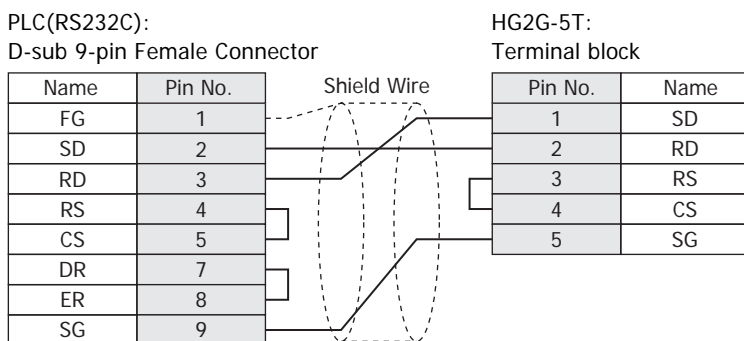 PLC(RS232C):
D-sub 9-pin Female Connector
HG2G-5T:
Terminal block
Name Pin No. Shield Wire Pin No. Name
FG 1 1 SD
SD 2 2 RD
RD 3 3 RS
RS 4 4 CS
CS 5 5 SG
DR 7
ER 8
SG 9